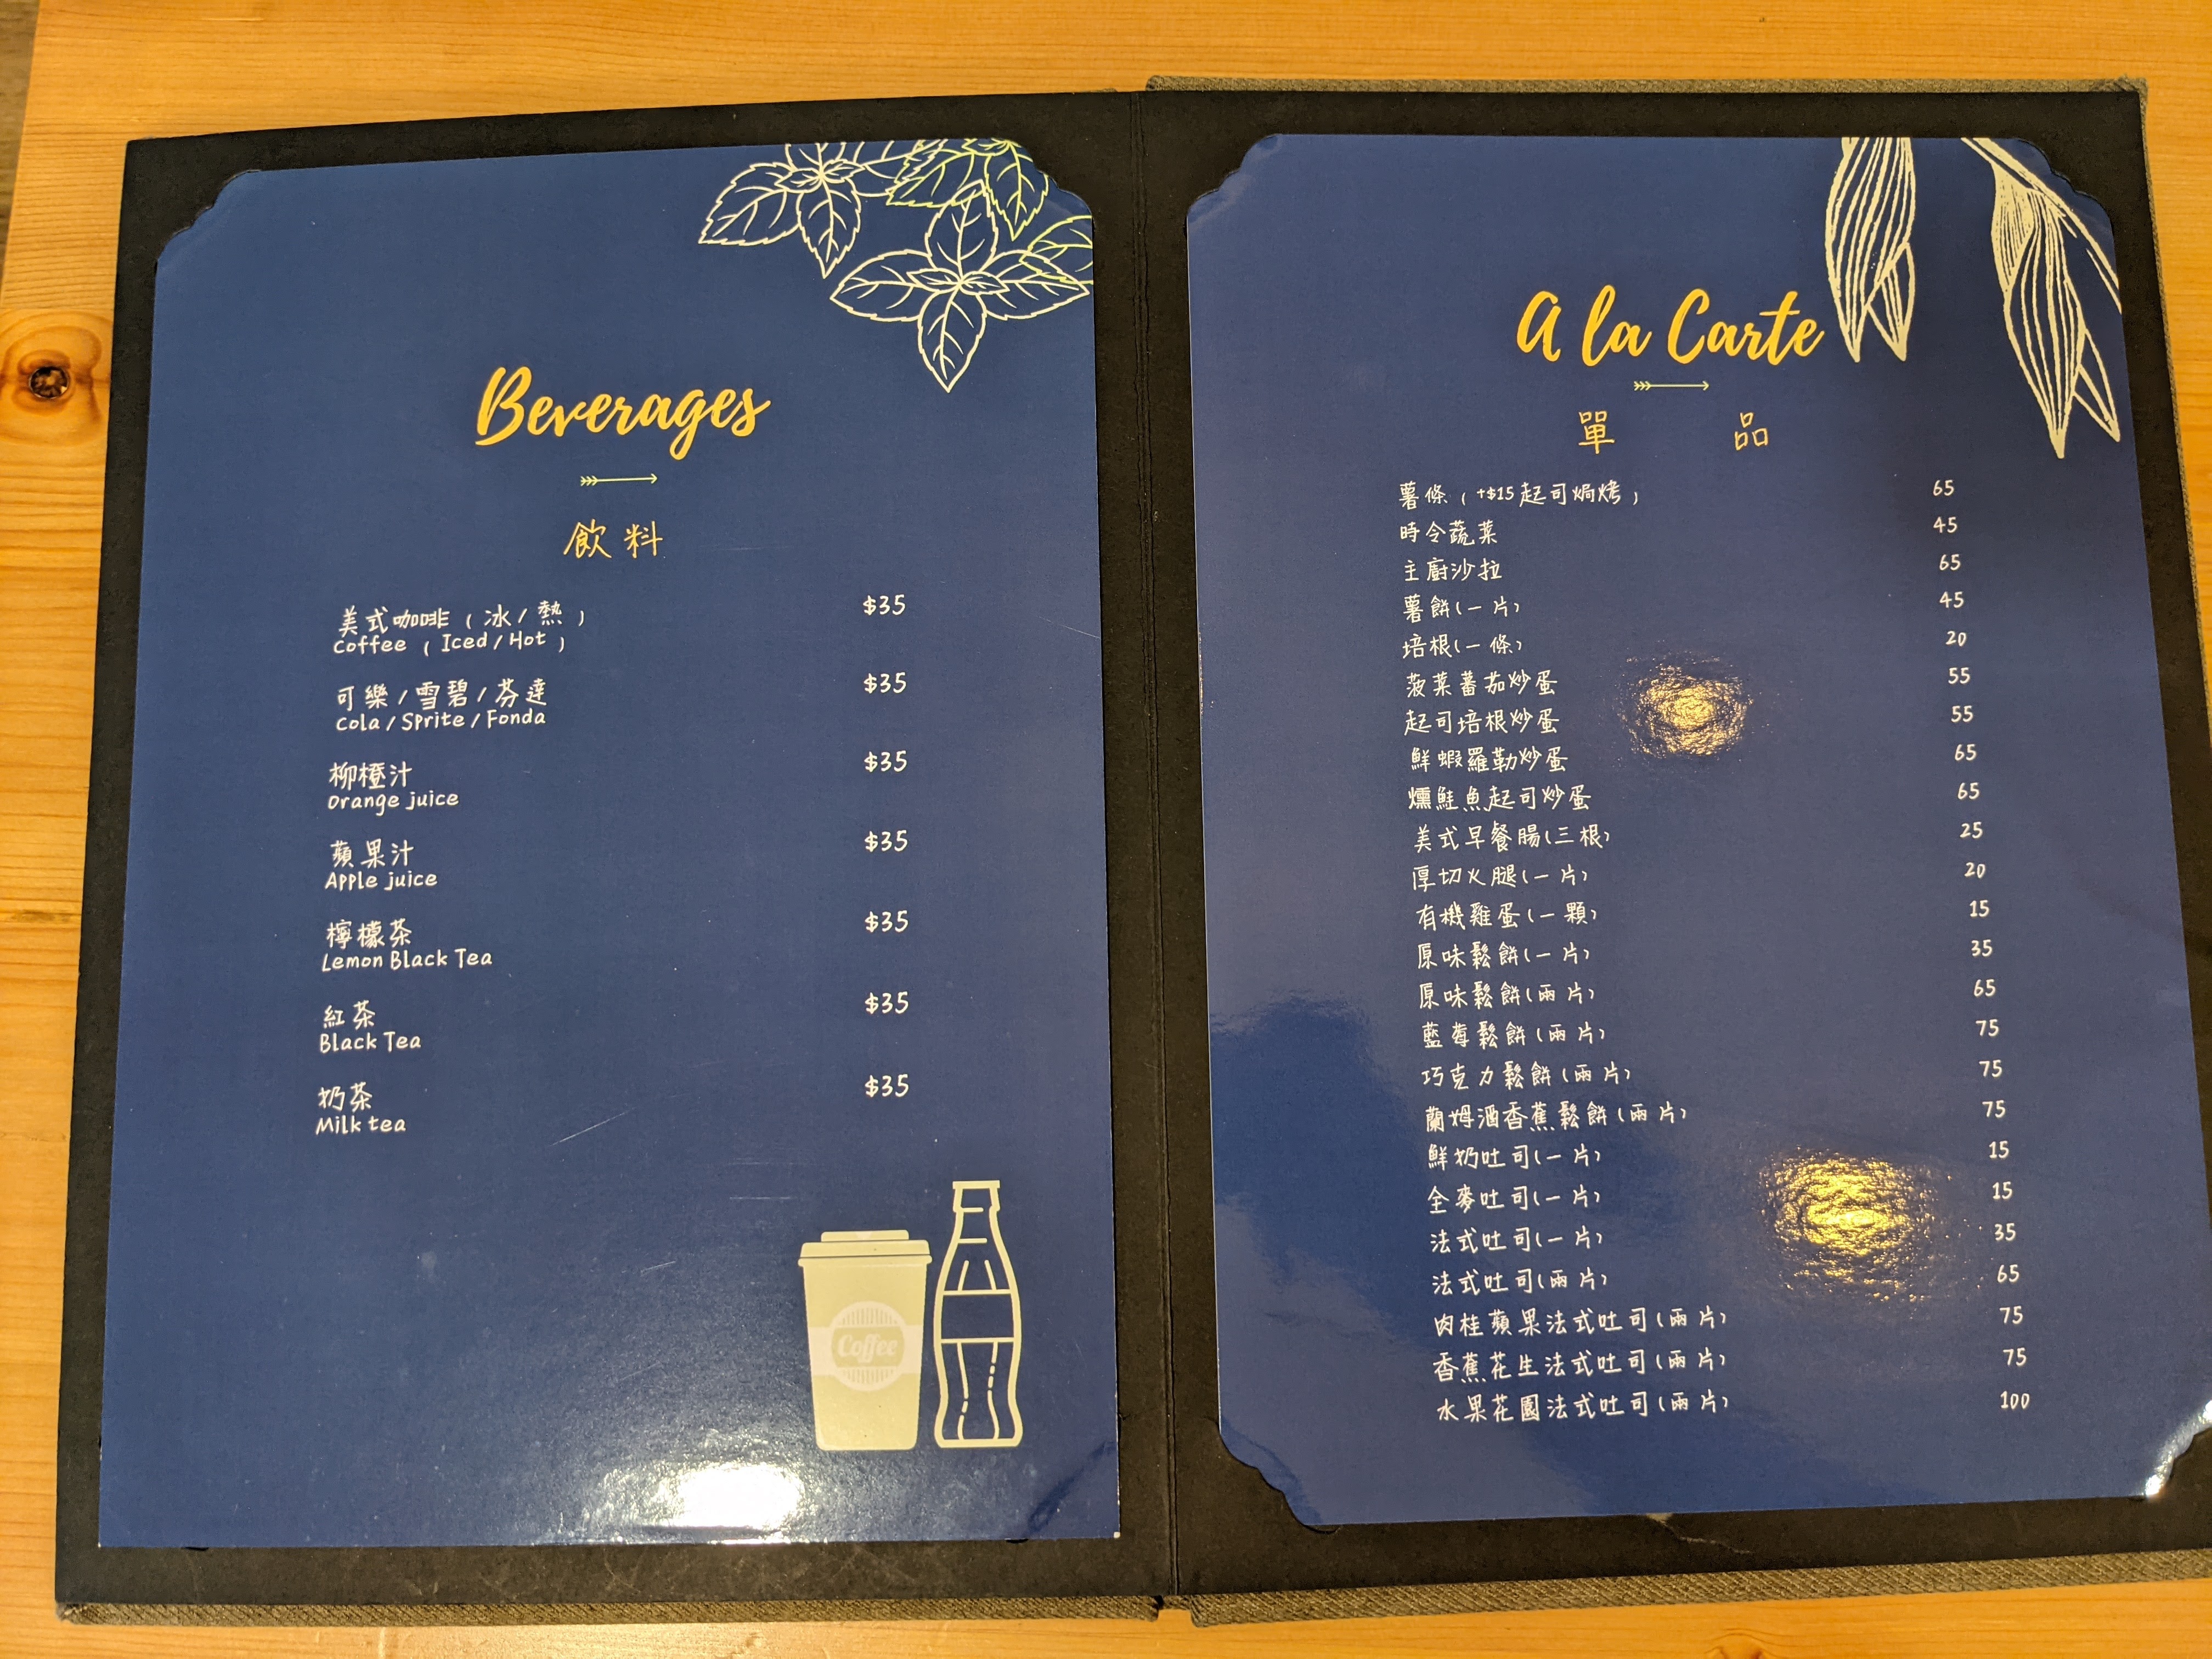 Beverages
飲料
美式咖啡（冰/熱） $35
Coffee （Iced/Hot）
可樂/雪碧/芬達 $35
Cola/Sprite/Fonda
柳橙汁 $35
Orange juice
蘋果汁 $35
Apple juice
檸檬茶 $35
Lemon Black Tea
紅茶 $35
Black Tea
奶茶 $35
Milk tea
Coffee
A la Carte
單品
薯條（+$15起司焗烤） 65
時令蔬菜 45
主廚沙拉 65
薯餅(一片) 45
培根(一條) 20
菠菜蕃茄炒蛋 55
起司培根炒蛋 55
鮮蝦羅勒炒蛋 65
燻鮭魚起司炒蛋 65
美式早餐腸(三根) 25
厚切火腿(一片) 20
有機雞蛋(一顆) 15
原味鬆餅(一片) 35
原味鬆餅(兩片) 65
藍莓鬆餅(兩片) 75
巧克力鬆餅(兩片) 75
蘭姆酒香蕉鬆餅(兩片) 75
鮮奶吐司(一片) 15
全麥吐司(一片) 15
法式吐司(一片) 35
法式吐司(兩片) 65
肉桂蘋果法式吐司(兩片) 75
香蕉花生法式吐司(兩片) 75
水果花園法式吐司(兩片) 100